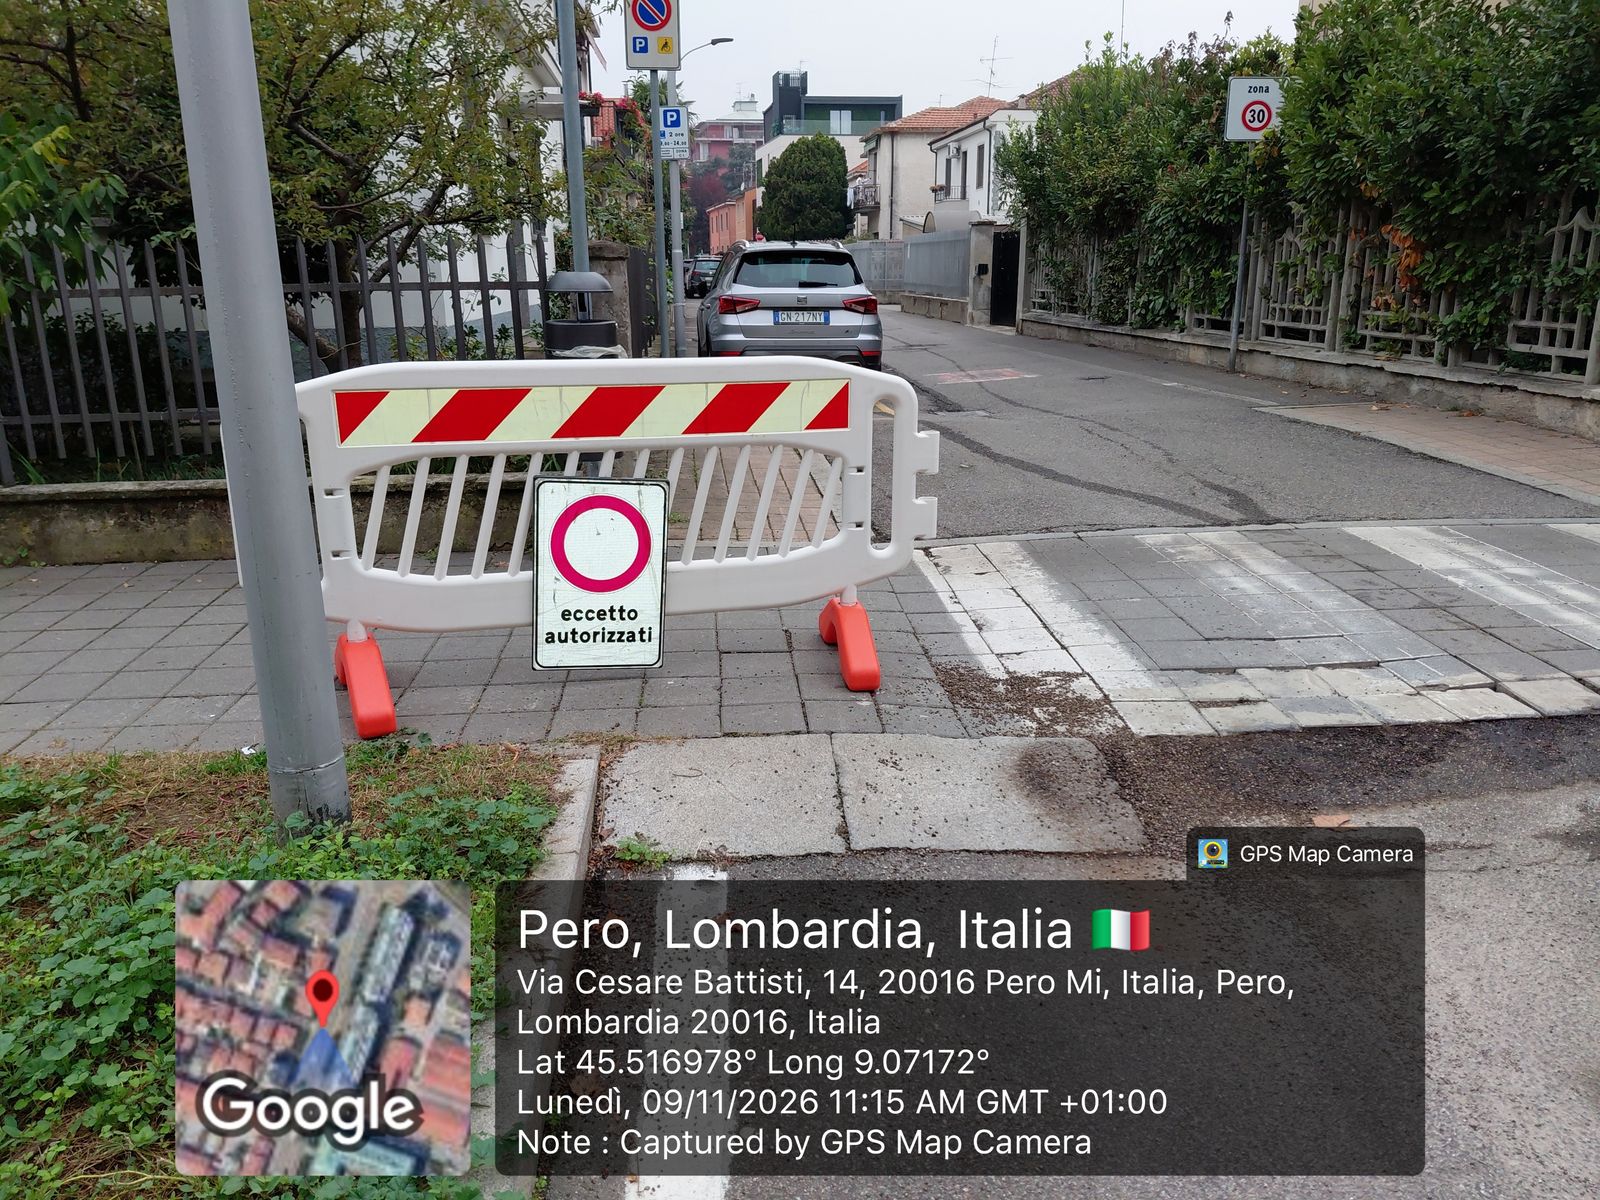 P
P
2 ore
zona
30
GN 217NY
eccetto
autorizzati
GPS Map Camera
Pero, Lombardia, Italia
Via Cesare Battisti, 14, 20016 Pero Mi, Italia, Pero,
Lombardia 20016, Italia
Lat 45.516978° Long 9.07172°
Lunedì, 09/11/2026 11:15 AM GMT +01:00
Note : Captured by GPS Map Camera
Google